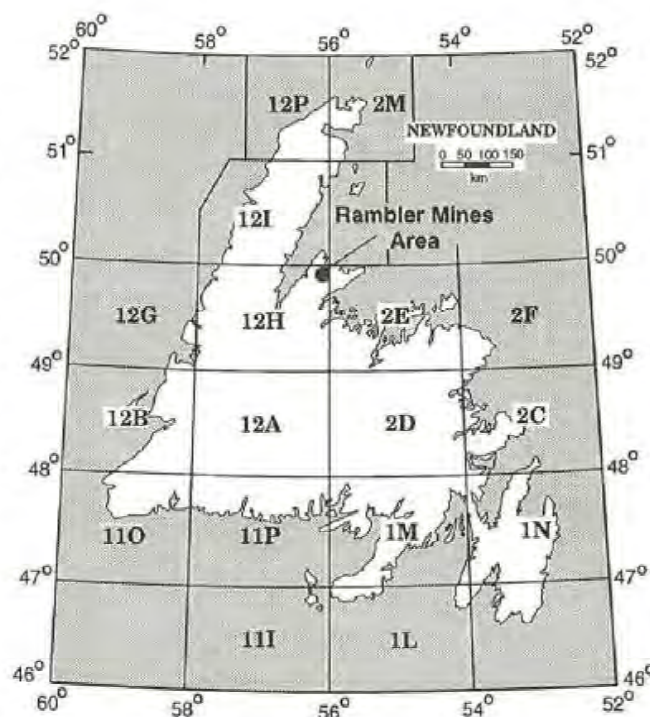 60° 58° 56° 54° 52°
52° 52°
12P 2M
NEWFOUNDLAND
0 50 100 150
km
51° 51°
12I
Rambler Mines
Area
50° 50°
12G 12H 2E 2F
49° 49°
12B 12A 2D 2C
48° 48°
11O 11P 1M 1N
47° 47°
11I 1L
46° 46°
60° 58° 56° 54° 52°